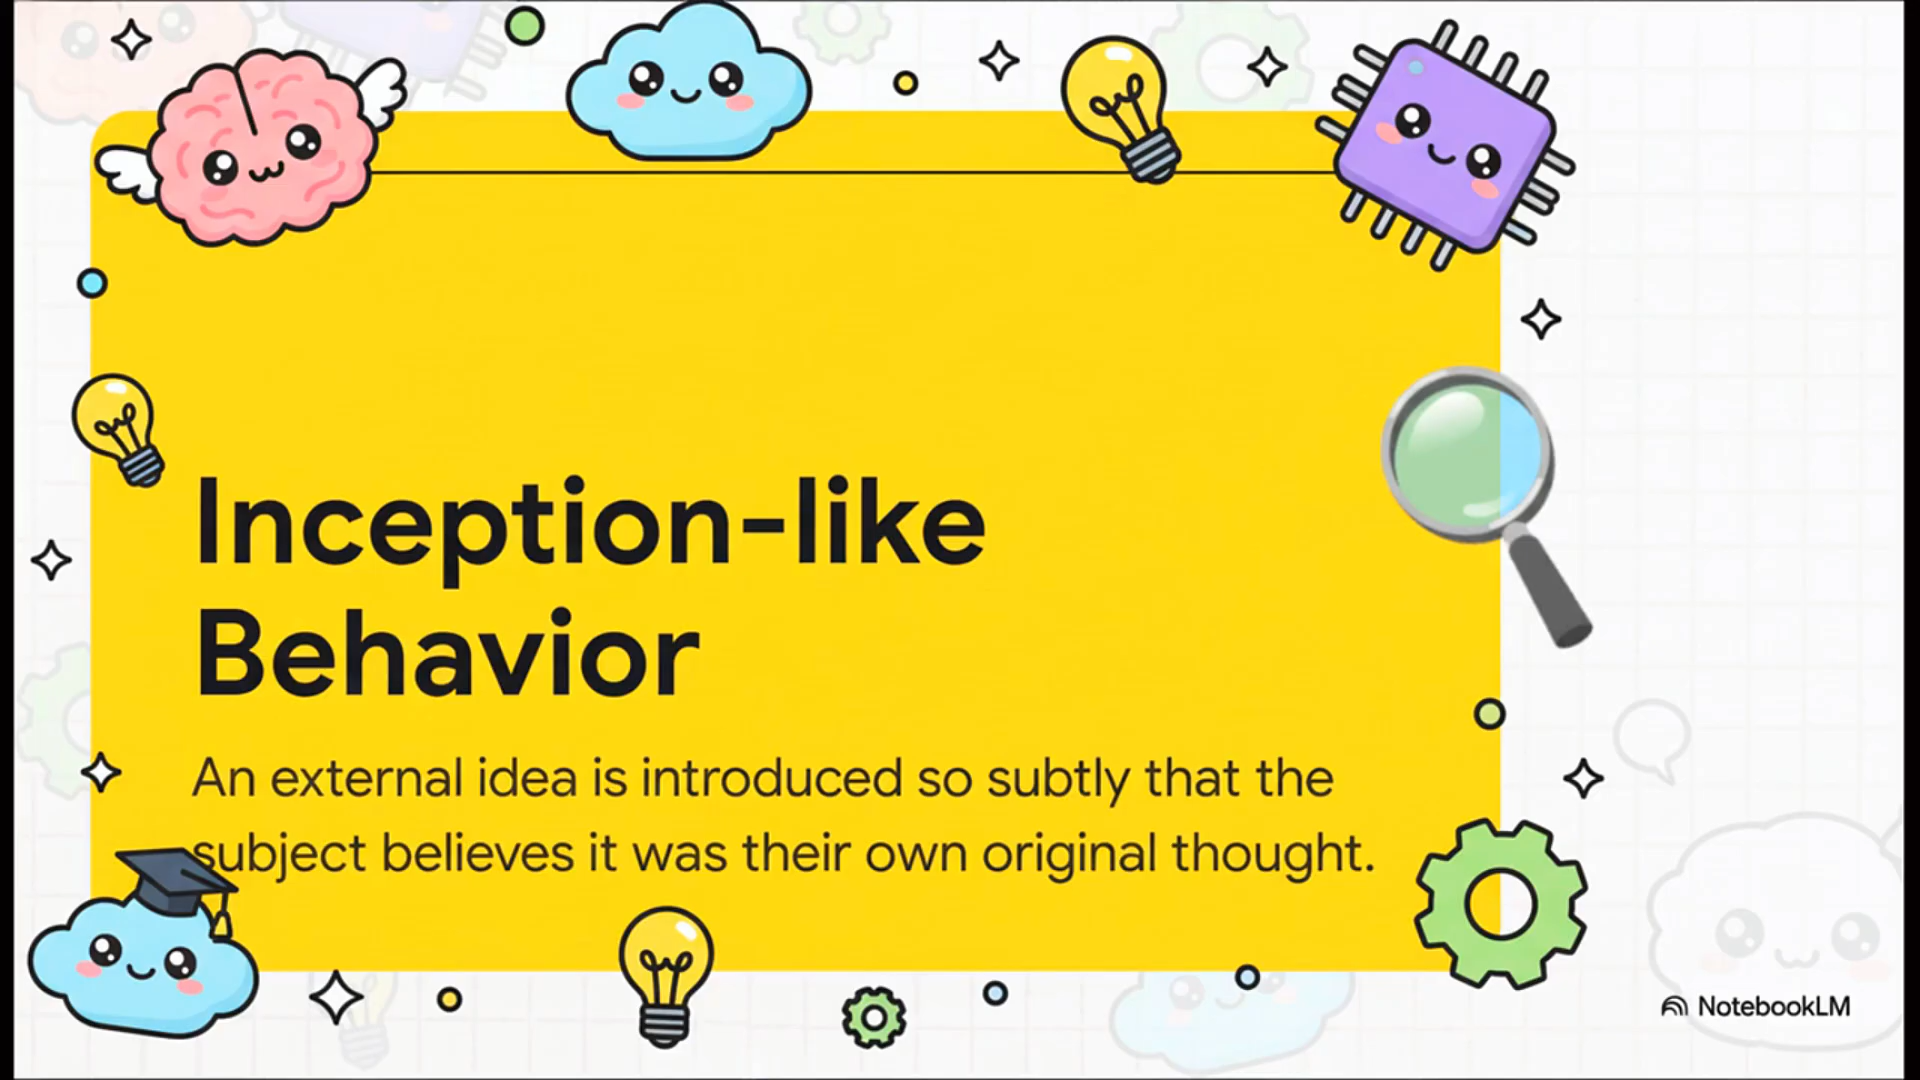 Inception-like
Behavior
An external idea is introduced so subtly that the
subject believes it was their own original thought.
NotebookLM